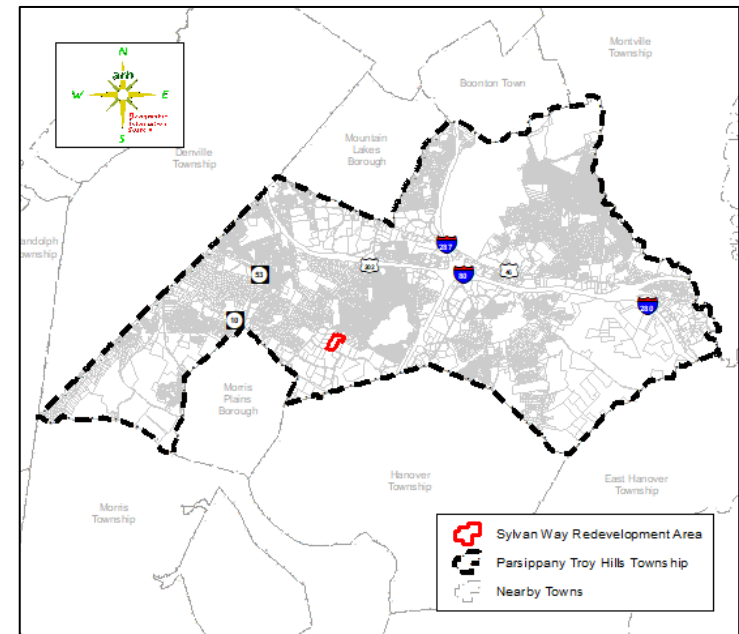 N
arh
W
E
S
Montville
Township
Boonton Town
Mountain
Lakes
Borough
Denville
Township
andolph
ownship
287
202
80
46
53
280
10
Morris
Plains
Borough
Hanover
Township
East Hanover
Township
Morris
Township
Sylvan Way Redevelopment Area
Parsippany Troy Hills Township
Nearby Towns